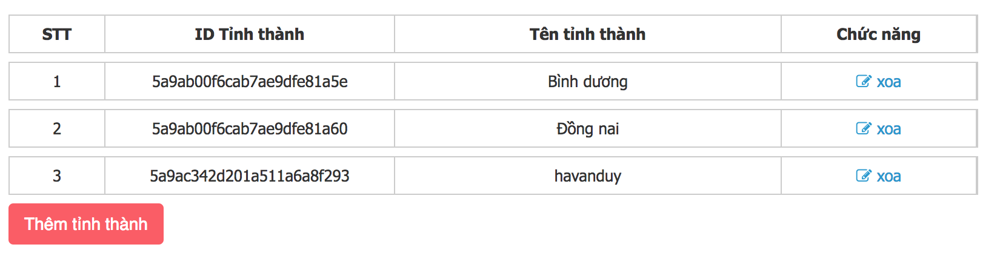 STT ID Tỉnh thành Tên tỉnh thành Chức năng
1 5a9ab00f6cab7ae9dfe81a5e Bình dương xoa
2 5a9ab00f6cab7ae9dfe81a60 Đồng nai xoa
3 5a9ac342d201a511a6a8f293 havanduy xoa
Thêm tỉnh thành